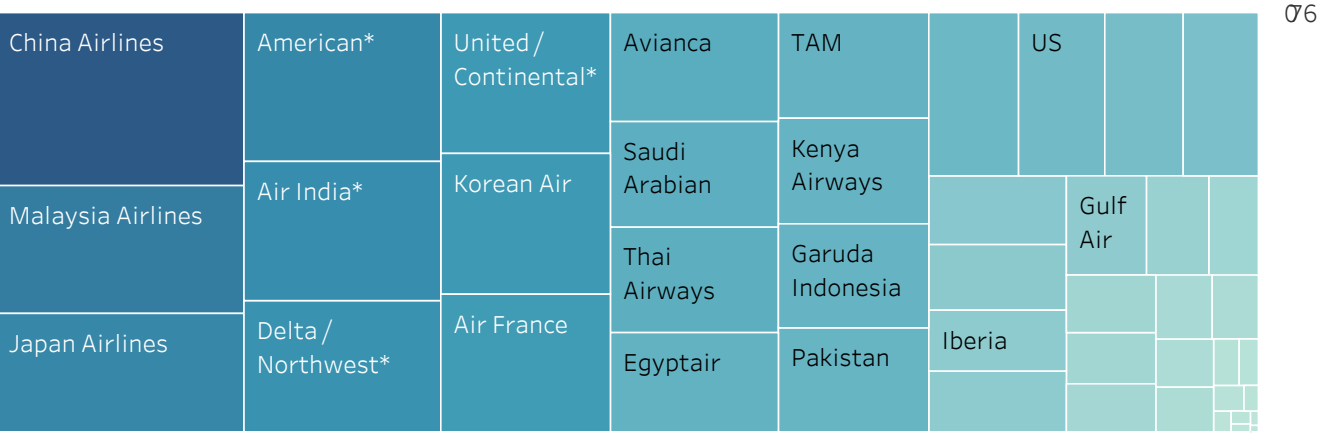 China Airlines
Malaysia Airlines
Japan Airlines
American*
Air India*
Delta /
Northwest*
United /
Continental*
Korean Air
Air France
Avianca
Saudi
Arabian
Thai
Airways
Egyptair
TAM
Kenya
Airways
Garuda
Indonesia
Pakistan
US
Gulf
Air
Iberia